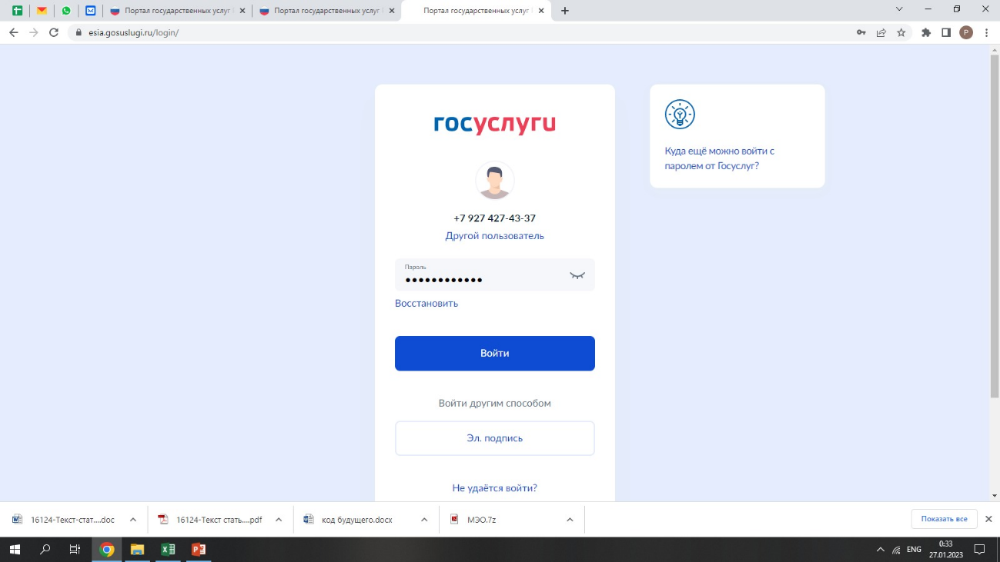 Портал государственных услуг
Портал государственных услуг
Портал государственных услуг
esia.gosuslugi.ru/login/
P
госуслуги
+7 927 427-43-37
Другой пользователь
Пароль
••••••••••••
Восстановить
Войти
Войти другим способом
Эл. подпись
Не удаётся войти?
Куда ещё можно войти с
паролем от Госуслуг?
16124-Текст-стат....doc
16124-Текст стать....pdf
код будущего.docx
МЭО.7z
Показать все
ENG
0:33
27.01.2023